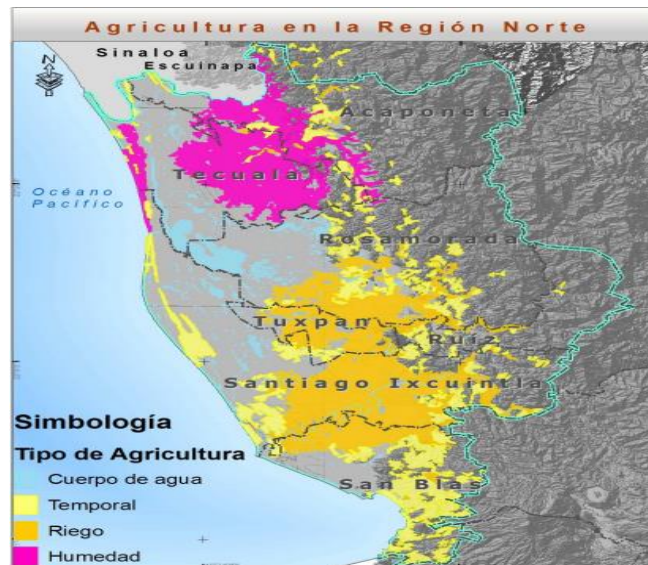 Agricultura en la Región Norte
Sinaloa
Escuinapa
N
Acaponeta
Tecuala
Océano
Pacífico
Rosamorada
Tuxpan
Ruiz
Santiago Ixcuintla
San Blas
Simbología
Tipo de Agricultura
Cuerpo de agua
Temporal
Riego
Humedad